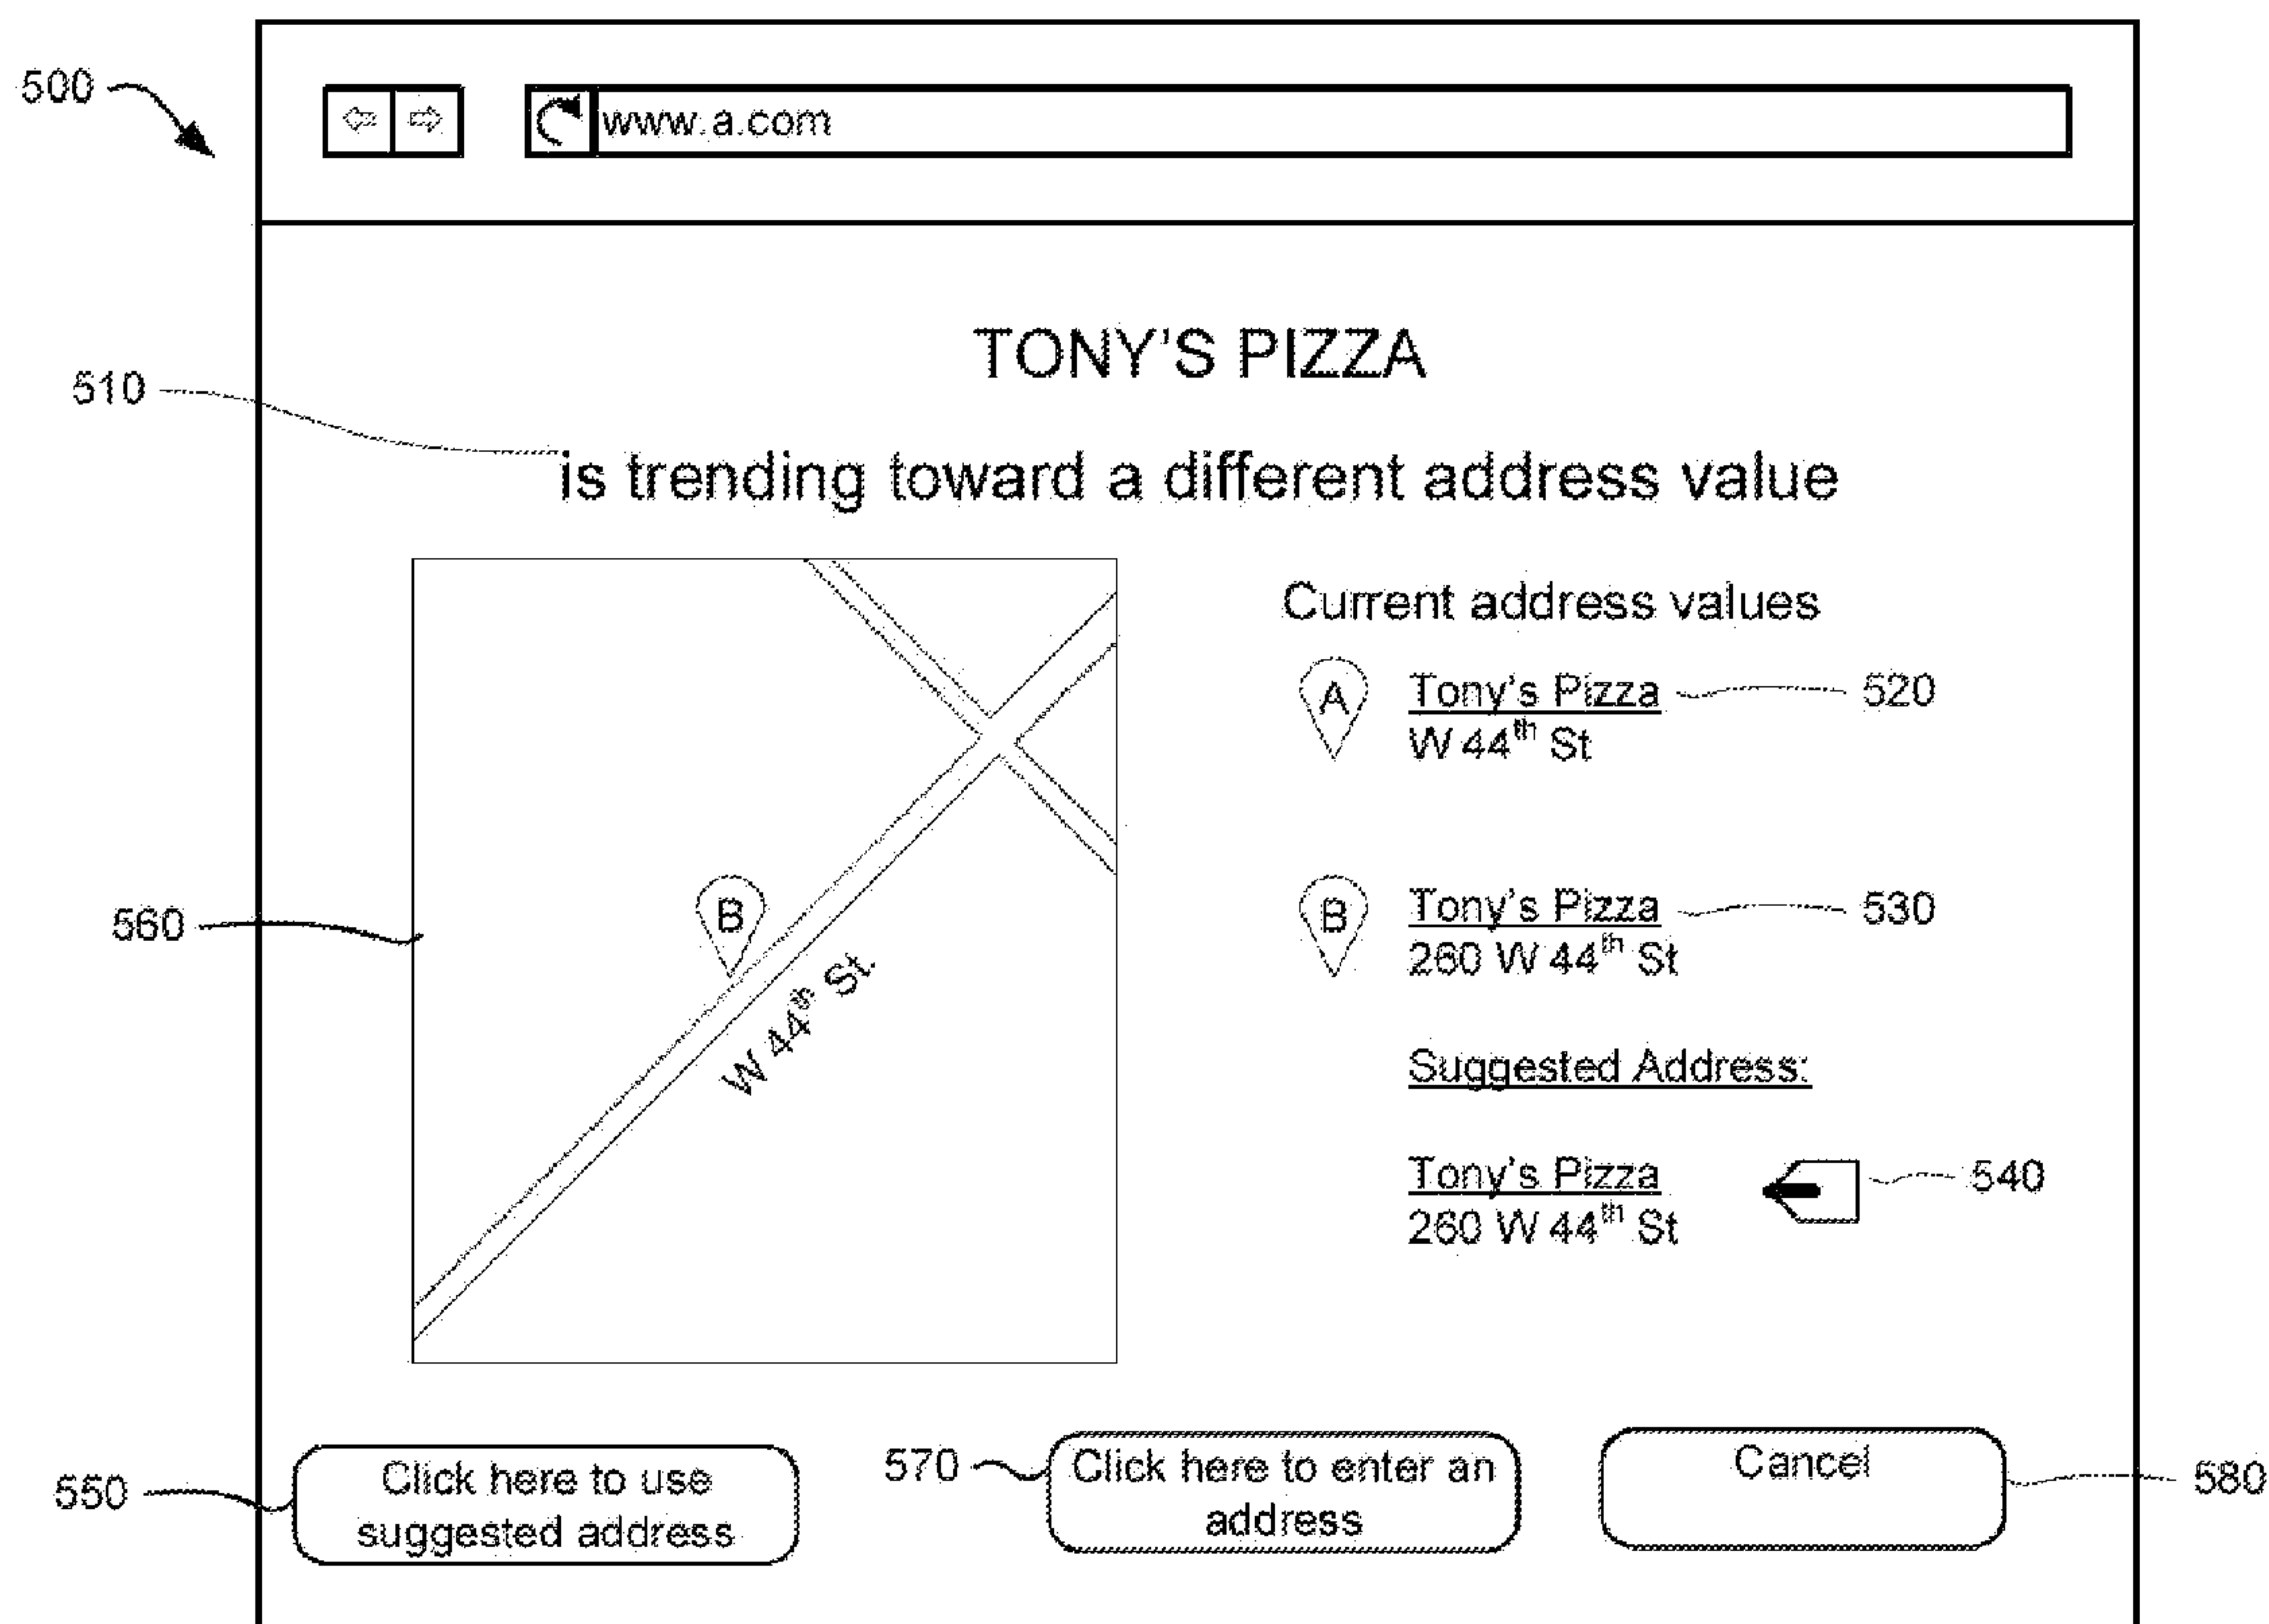 500
www.a.com
TONY'S PIZZA
510
is trending toward a different address value
Current address values
A
Tony's Pizza
520
W 44th St
B
560
B
Tony's Pizza
530
260 W 44th St
W 44th St.
Suggested Address:
Tony's Pizza
540
260 W 44th St
550
Click here to use
suggested address
570
Click here to enter an
address
Cancel
580